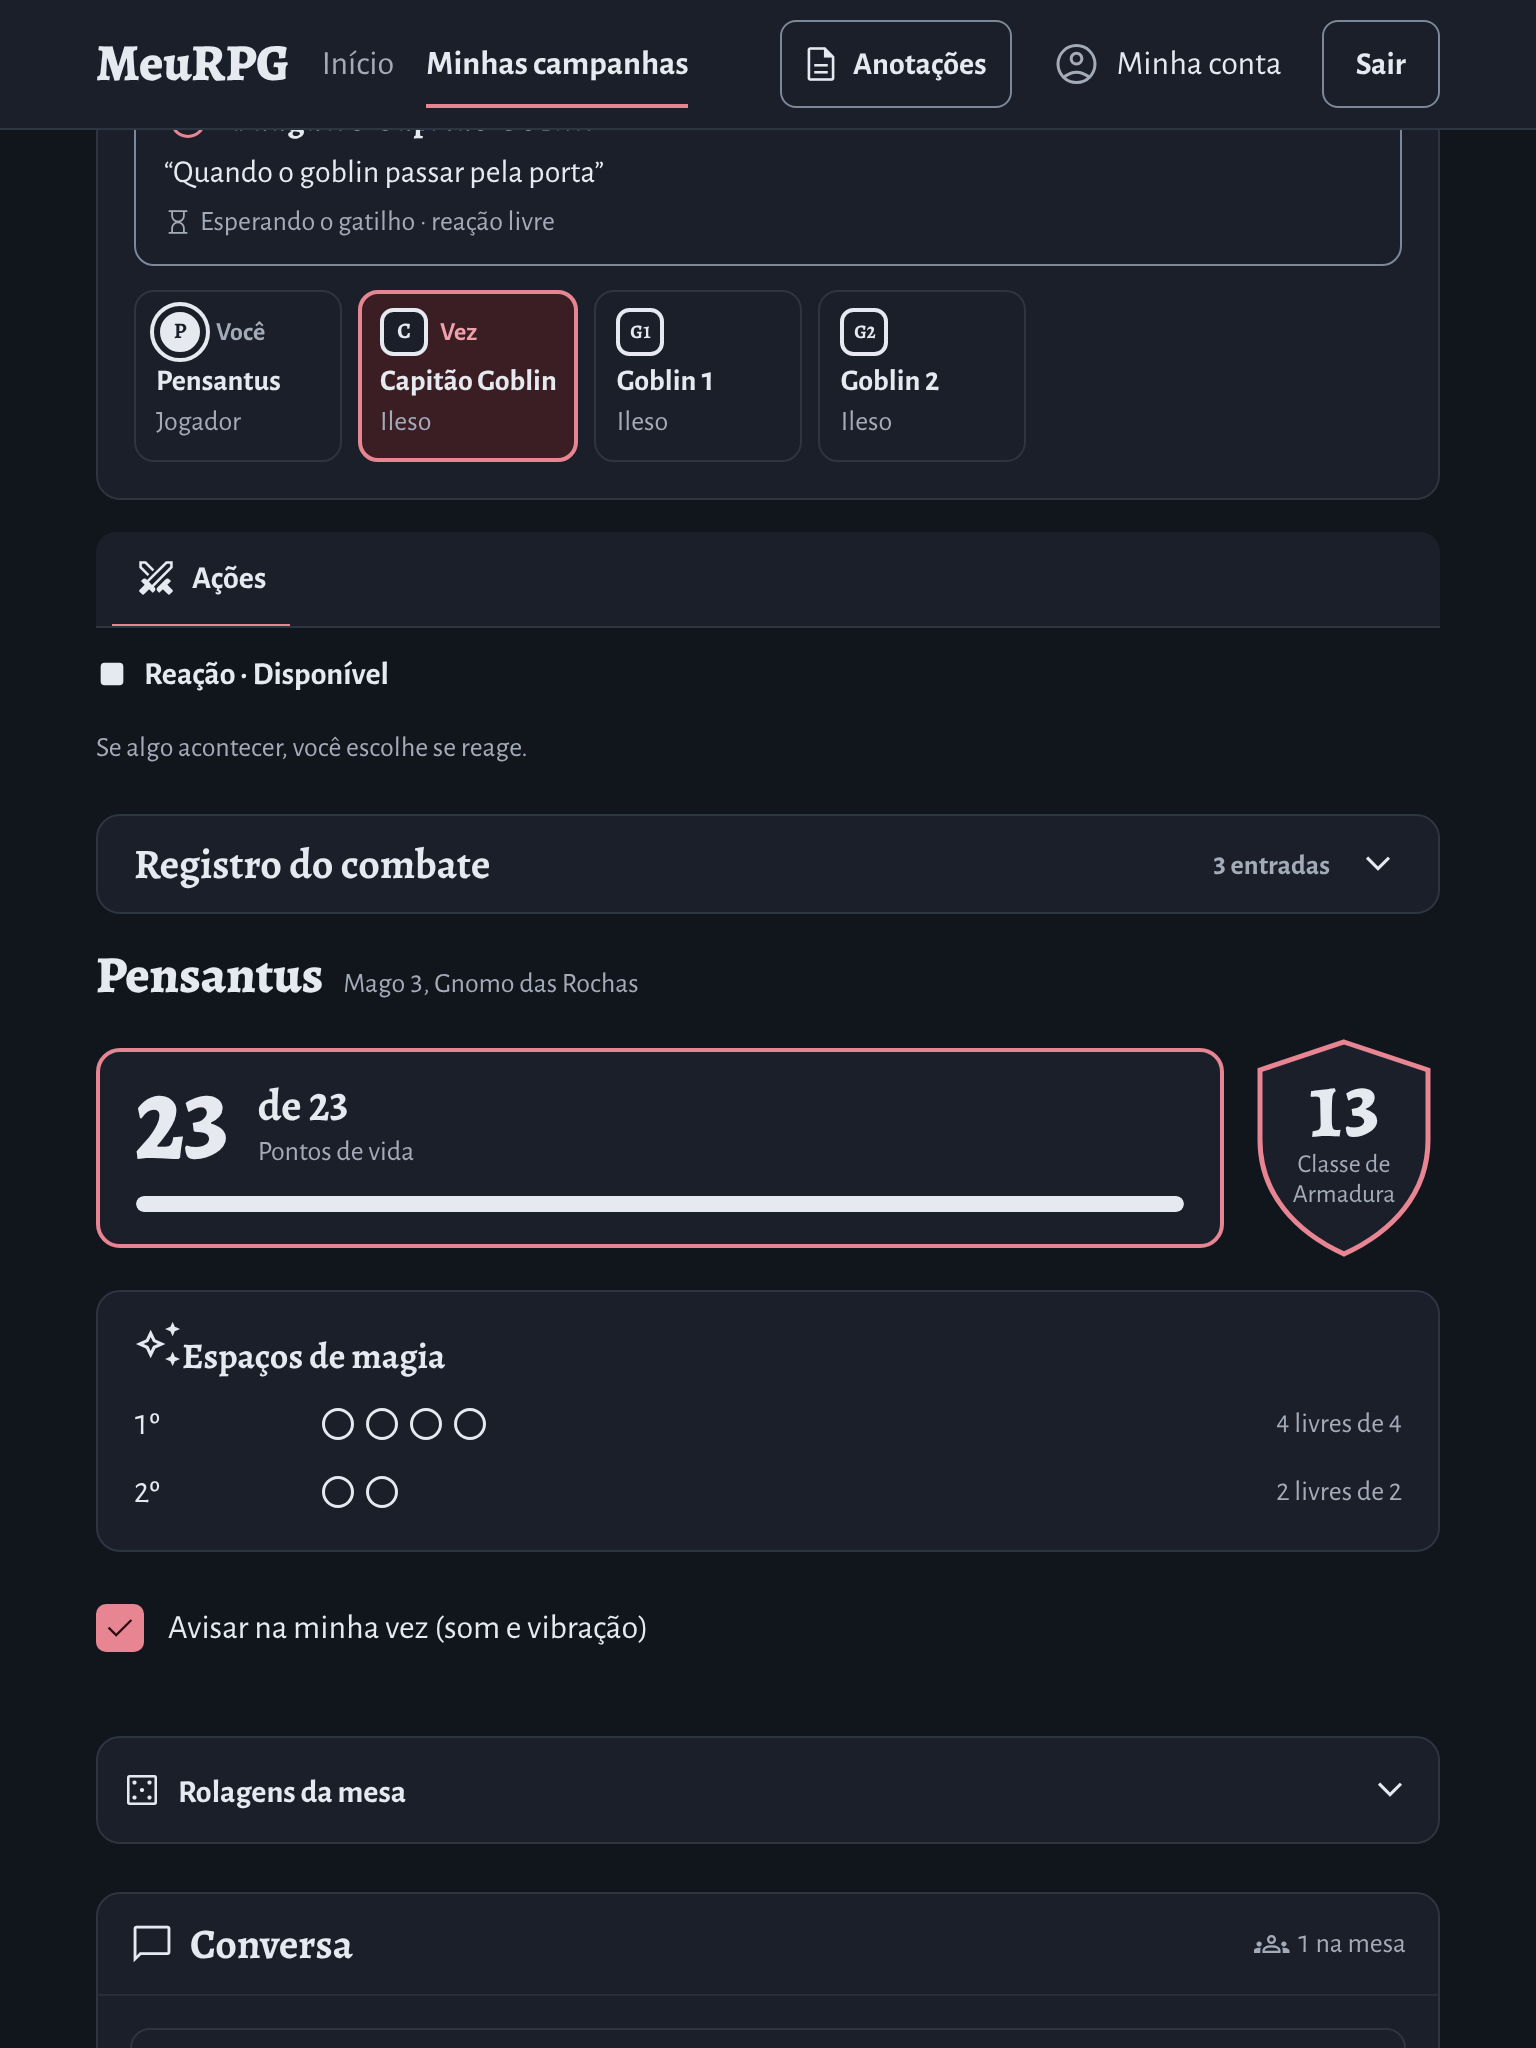 MeuRPG Início Minhas campanhas Anotações Minha conta Sair
“Quando o goblin passar pela porta”
Esperando o gatilho · reação livre
P Você
Pensantus
Jogador
C Vez
Capitão Goblin
Ileso
G1
Goblin 1
Ileso
G2
Goblin 2
Ileso
Ações
Reação · Disponível
Se algo acontecer, você escolhe se reage.
Registro do combate 3 entradas
Pensantus Mago 3, Gnomo das Rochas
23 de 23
Pontos de vida
13
Classe de
Armadura
Espaços de magia
1º 4 livres de 4
2º 2 livres de 2
Avisar na minha vez (som e vibração)
Rolagens da mesa
Conversa 1 na mesa